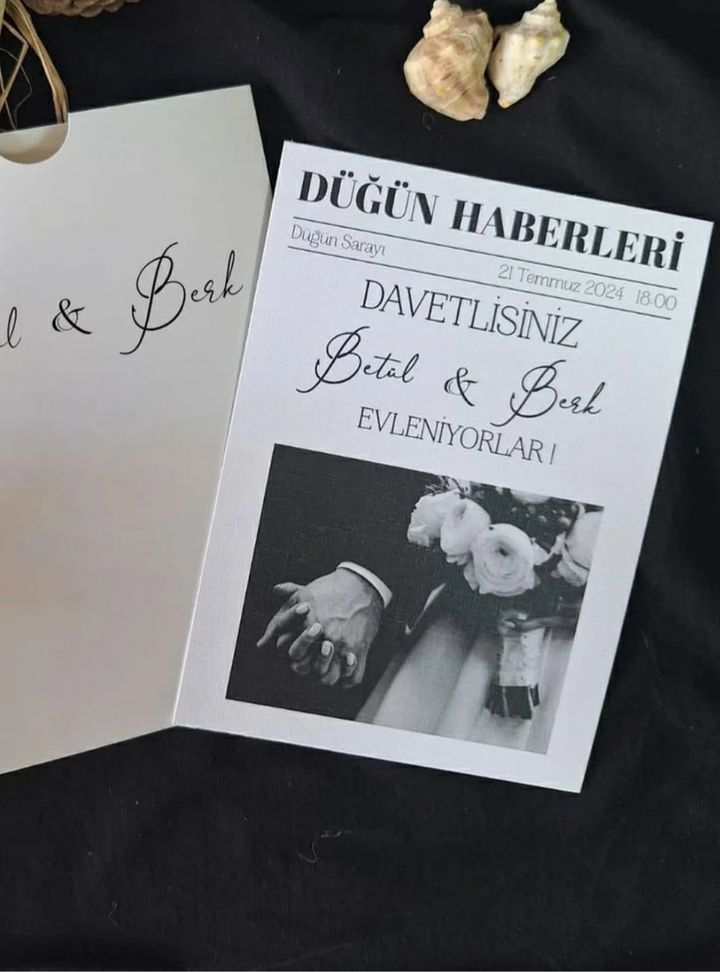 & Berk
DÜĞÜN HABERLERİ
Düğün Sarayı
21 Temmuz 2024 18:00
DAVETLİSİNİZ
Betül & Berk
EVLENİYORLAR!